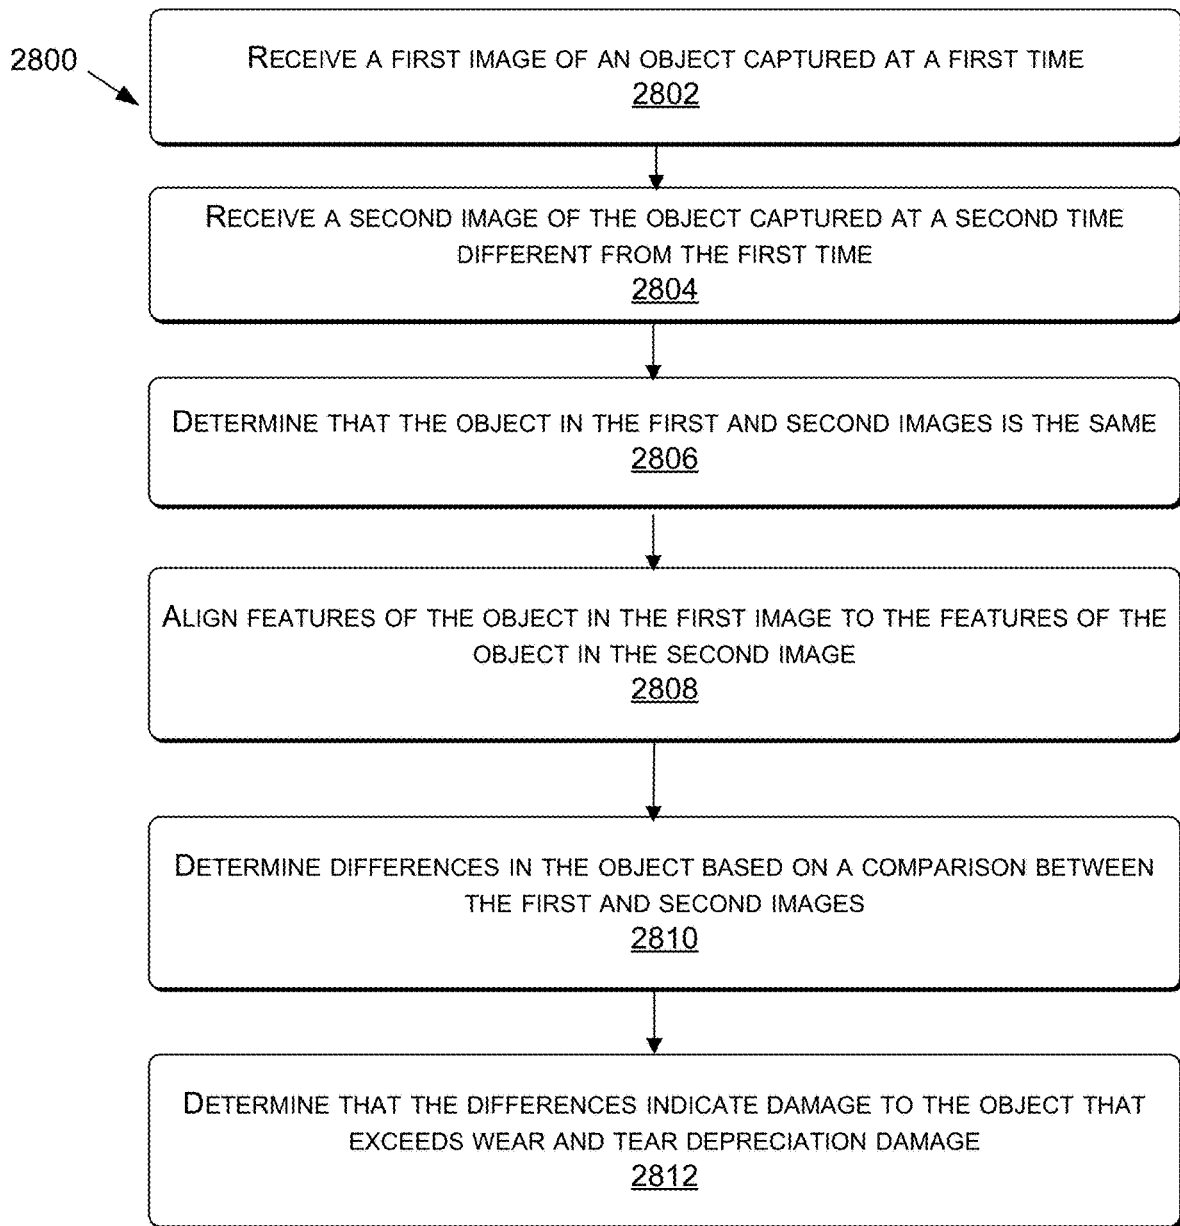 2800
RECEIVE A FIRST IMAGE OF AN OBJECT CAPTURED AT A FIRST TIME
2802
RECEIVE A SECOND IMAGE OF THE OBJECT CAPTURED AT A SECOND TIME
DIFFERENT FROM THE FIRST TIME
2804
DETERMINE THAT THE OBJECT IN THE FIRST AND SECOND IMAGES IS THE SAME
2806
ALIGN FEATURES OF THE OBJECT IN THE FIRST IMAGE TO THE FEATURES OF THE
OBJECT IN THE SECOND IMAGE
2808
DETERMINE DIFFERENCES IN THE OBJECT BASED ON A COMPARISON BETWEEN
THE FIRST AND SECOND IMAGES
2810
DETERMINE THAT THE DIFFERENCES INDICATE DAMAGE TO THE OBJECT THAT
EXCEEDS WEAR AND TEAR DEPRECIATION DAMAGE
2812